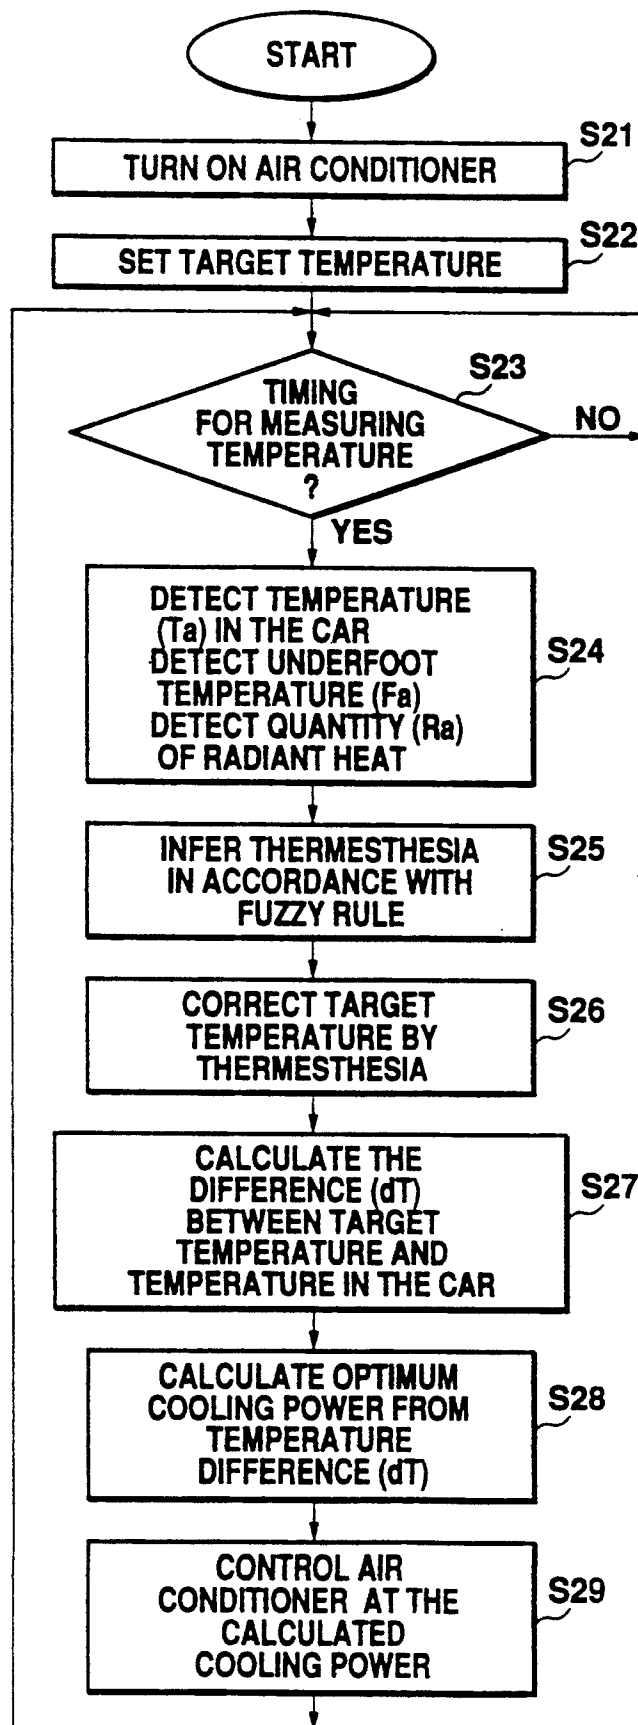 START
S21
TURN ON AIR CONDITIONER
S22
SET TARGET TEMPERATURE
S23
TIMING
FOR MEASURING
TEMPERATURE
?
NO
YES
S24
DETECT TEMPERATURE
(Ta) IN THE CAR
DETECT UNDERFOOT
TEMPERATURE (Fa)
DETECT QUANTITY (Ra)
OF RADIANT HEAT
S25
INFER THERMESTHESIA
IN ACCORDANCE WITH
FUZZY RULE
S26
CORRECT TARGET
TEMPERATURE BY
THERMESTHESIA
S27
CALCULATE THE
DIFFERENCE (dT)
BETWEEN TARGET
TEMPERATURE AND
TEMPERATURE IN THE CAR
S28
CALCULATE OPTIMUM
COOLING POWER FROM
TEMPERATURE
DIFFERENCE (dT)
S29
CONTROL AIR
CONDITIONER AT THE
CALCULATED
COOLING POWER